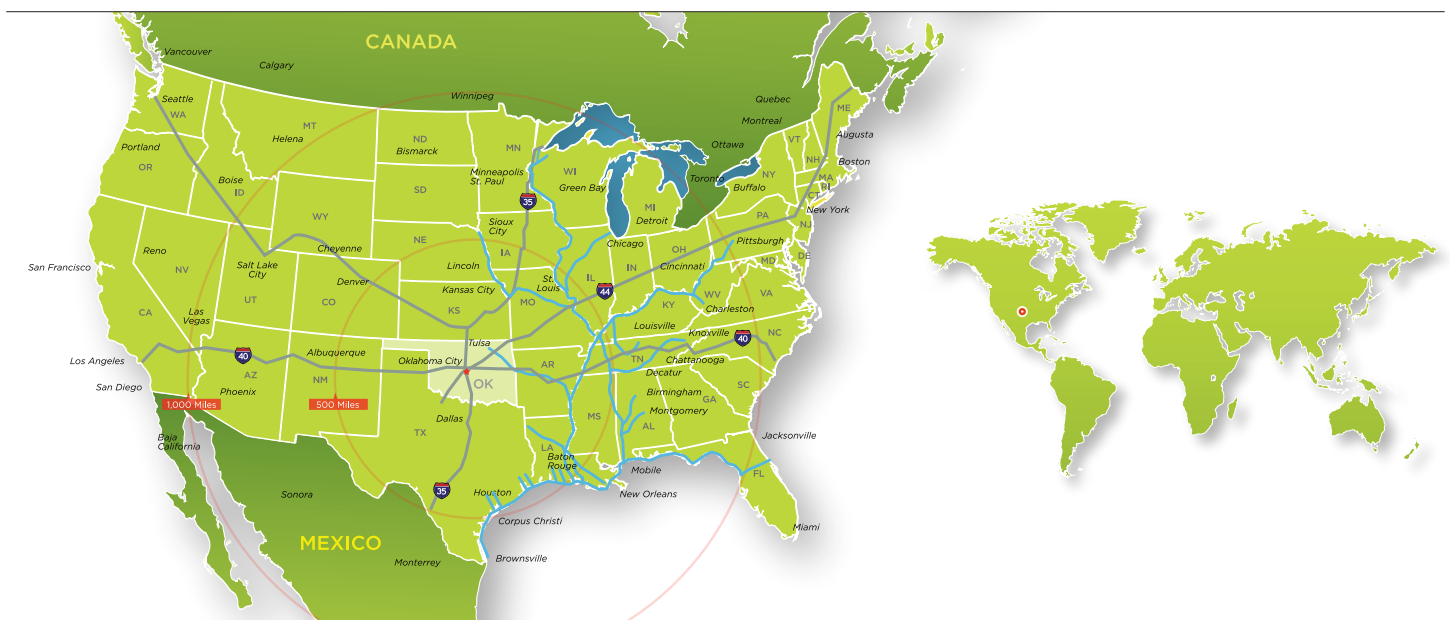 CANADA
Vancouver
Calgary
Winnipeg
Quebec
Montreal
Ottawa
Toronto
Seattle
WA
Portland
OR
MT
Helena
Boise
ID
ND
Bismarck
MN
Minneapolis
St. Paul
SD
WI
Green Bay
MI
Detroit
ME
Augusta
VT
NH
Boston
MA
RI
CT
NY
Buffalo
New York
PA
NJ
Pittsburgh
MD
DE
WY
Cheyenne
NE
Lincoln
35
Sioux
City
IA
Chicago
IL
IN
OH
Cincinnati
Reno
NV
San Francisco
CA
Las
Vegas
Salt Lake
City
UT
Denver
CO
Kansas City
KS
St.
Louis
MO
44
KY
WV
Charleston
VA
Louisville
Knoxville
40
NC
Los Angeles
San Diego
40
AZ
Phoenix
Albuquerque
NM
Tulsa
Oklahoma City
OK
AR
TN
Chattanooga
Decatur
Birmingham
Montgomery
SC
GA
AL
MS
1,000 Miles
500 Miles
Dallas
TX
LA
Baton
Rouge
35
Houston
Mobile
New Orleans
Jacksonville
FL
Miami
Corpus Christi
Brownsville
Baja
California
Sonora
MEXICO
Monterrey